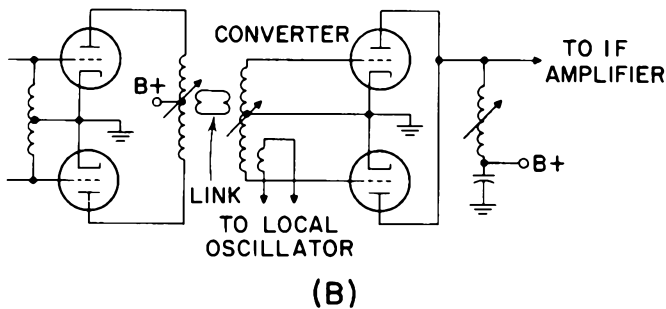 CONVERTER
TO IF
AMPLIFIER
B+
B+
LINK
TO LOCAL
OSCILLATOR
(B)